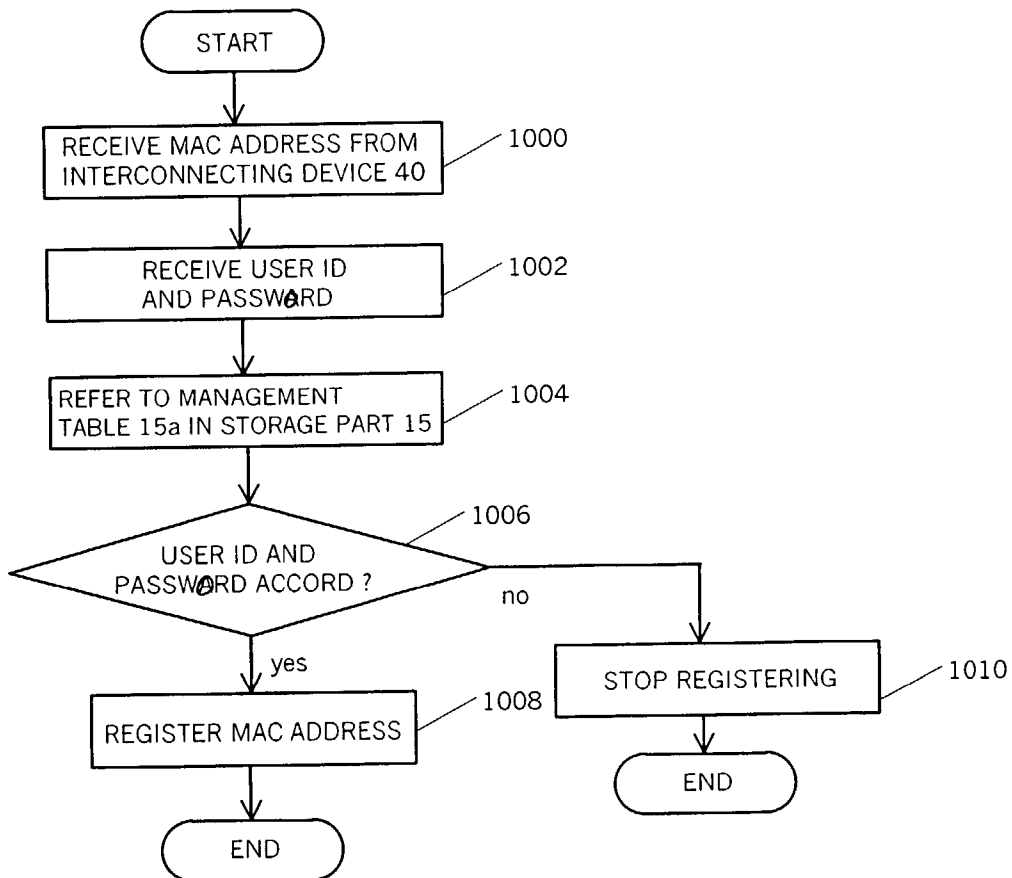 START
RECEIVE MAC ADDRESS FROM
INTERCONNECTING DEVICE 40
1000
RECEIVE USER ID
AND PASSWORD
1002
REFER TO MANAGEMENT
TABLE 15a IN STORAGE PART 15
1004
USER ID AND
PASSWORD ACCORD ?
1006
no
yes
REGISTER MAC ADDRESS
1008
STOP REGISTERING
1010
END
END